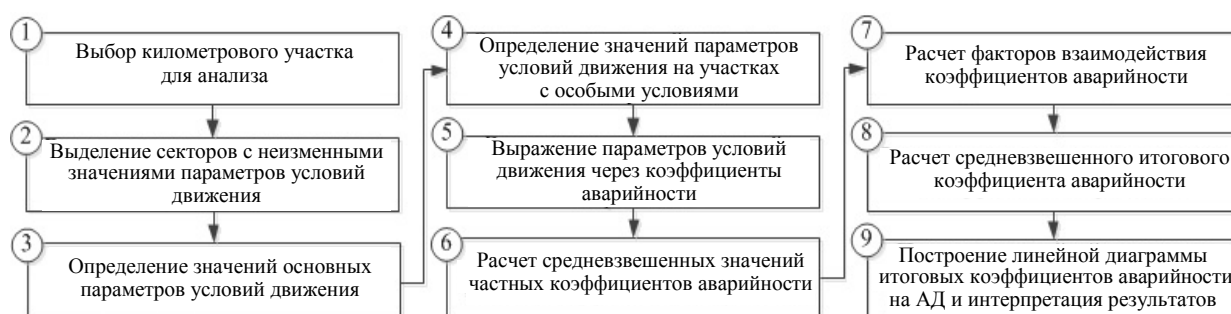 1
Выбор километрового участка
для анализа
2
Выделение секторов с неизменными
значениями параметров условий
движения
3
Определение значений основных
параметров условий движения
4
Определение значений параметров
условий движения на участках
с особыми условиями
5
Выражение параметров условий
движения через коэффициенты
аварийности
6
Расчет средневзвешенных значений
частных коэффициентов аварийности
7
Расчет факторов взаимодействия
коэффициентов аварийности
8
Расчет средневзвешенного итогового
коэффициента аварийности
9
Построение линейной диаграммы
итоговых коэффициентов аварийности
на АД и интерпретация результатов